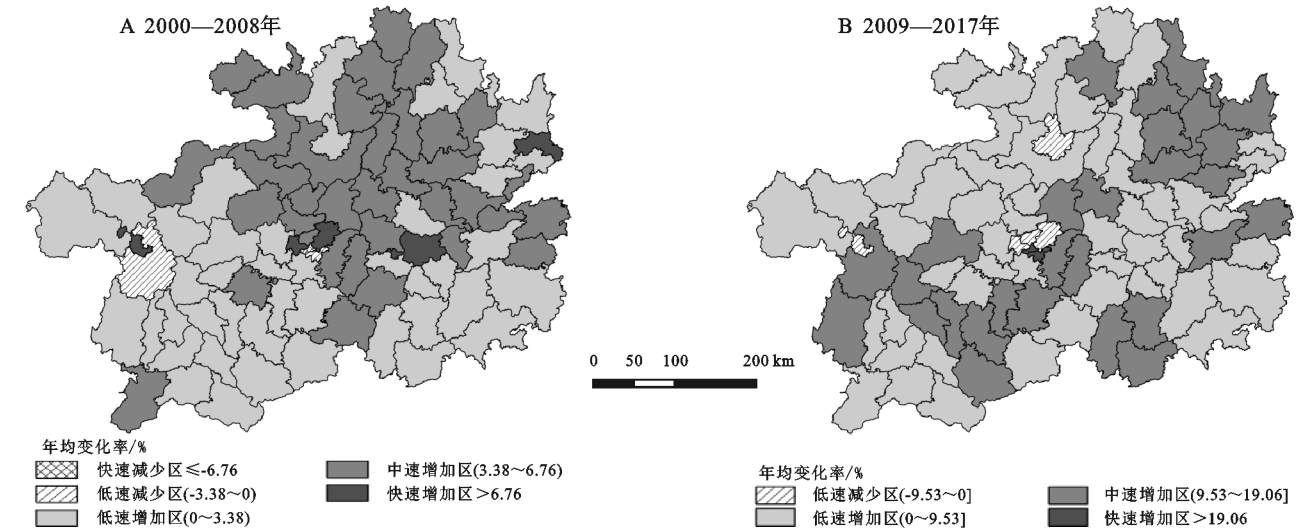 A 2000—2008年
B 2009—2017年
0 50 100 200 km
年均变化率/%
快速减少区≤-6.76
低速减少区(-3.38～0)
低速增加区(0～3.38)
中速增加区(3.38～6.76)
快速增加区>6.76
年均变化率/%
低速减少区(-9.53～0]
低速增加区(0～9.53]
中速增加区(9.53～19.06]
快速增加区>19.06